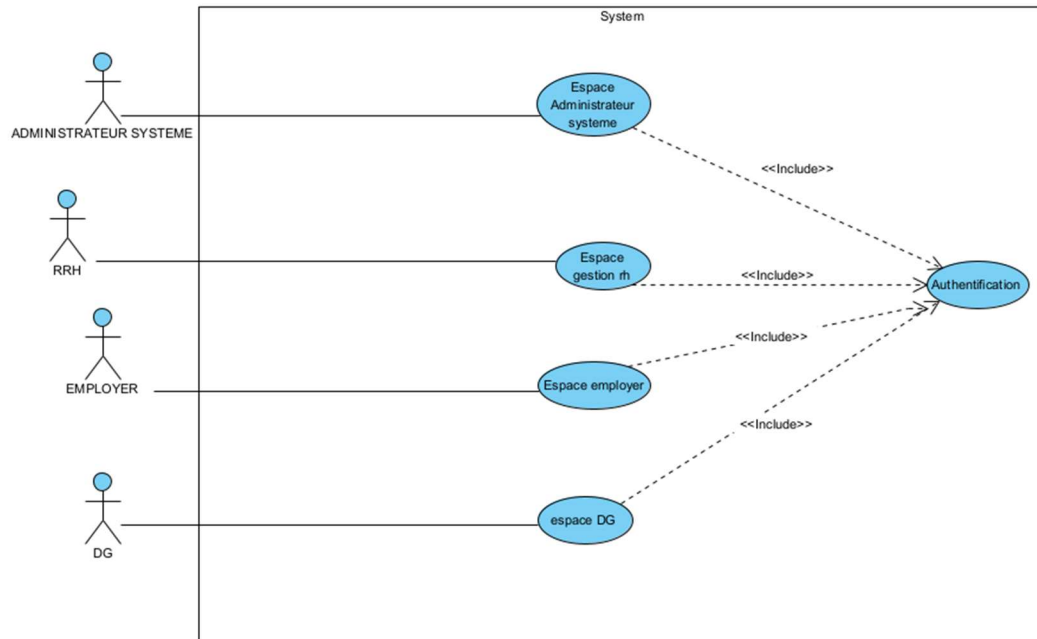 System
Espace
Administrateur
systeme
ADMINISTRATEUR SYSTEME
<<Include>>
RRH
Espace
gestion rh
<<Include>>
Authentification
EMPLOYER
Espace employer
<<Include>>
<<Include>>
DG
espace DG